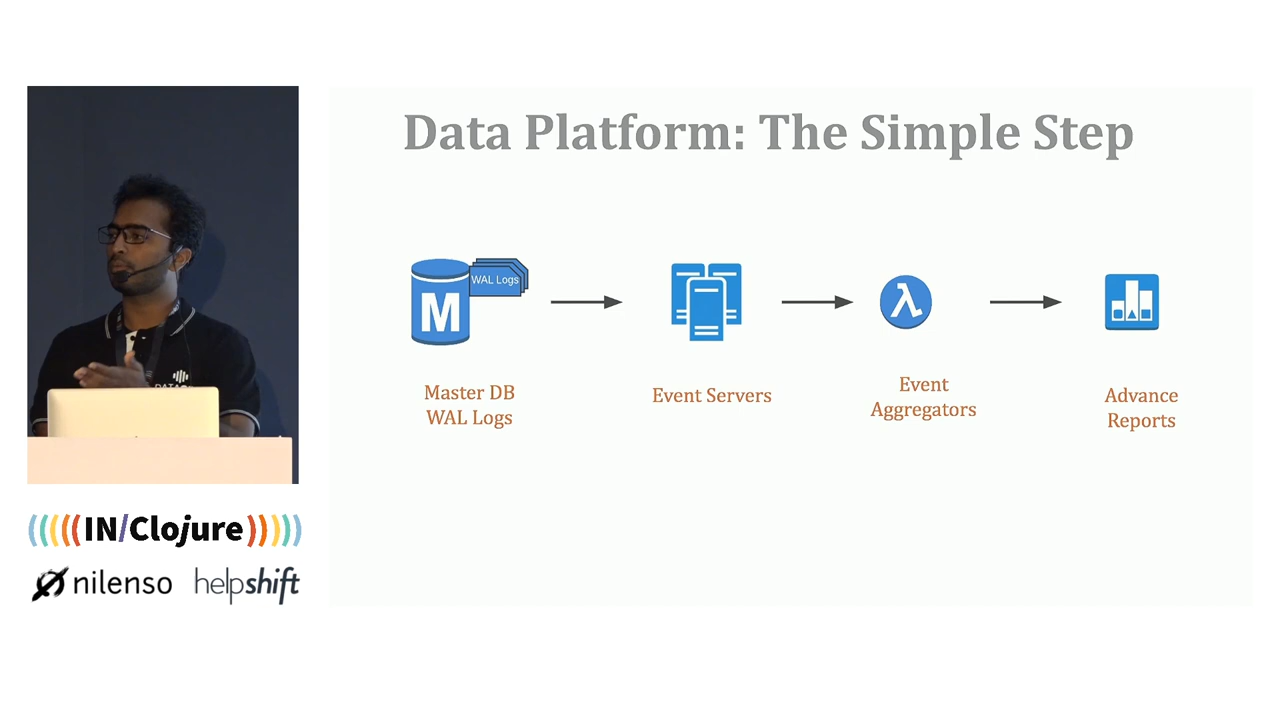 Data Platform: The Simple Step
WAL Logs
M
λ
Master DB
WAL Logs
Event Servers
Event
Aggregators
Advance
Reports
((((( IN/Clojure )))))
nilenso
helpshift